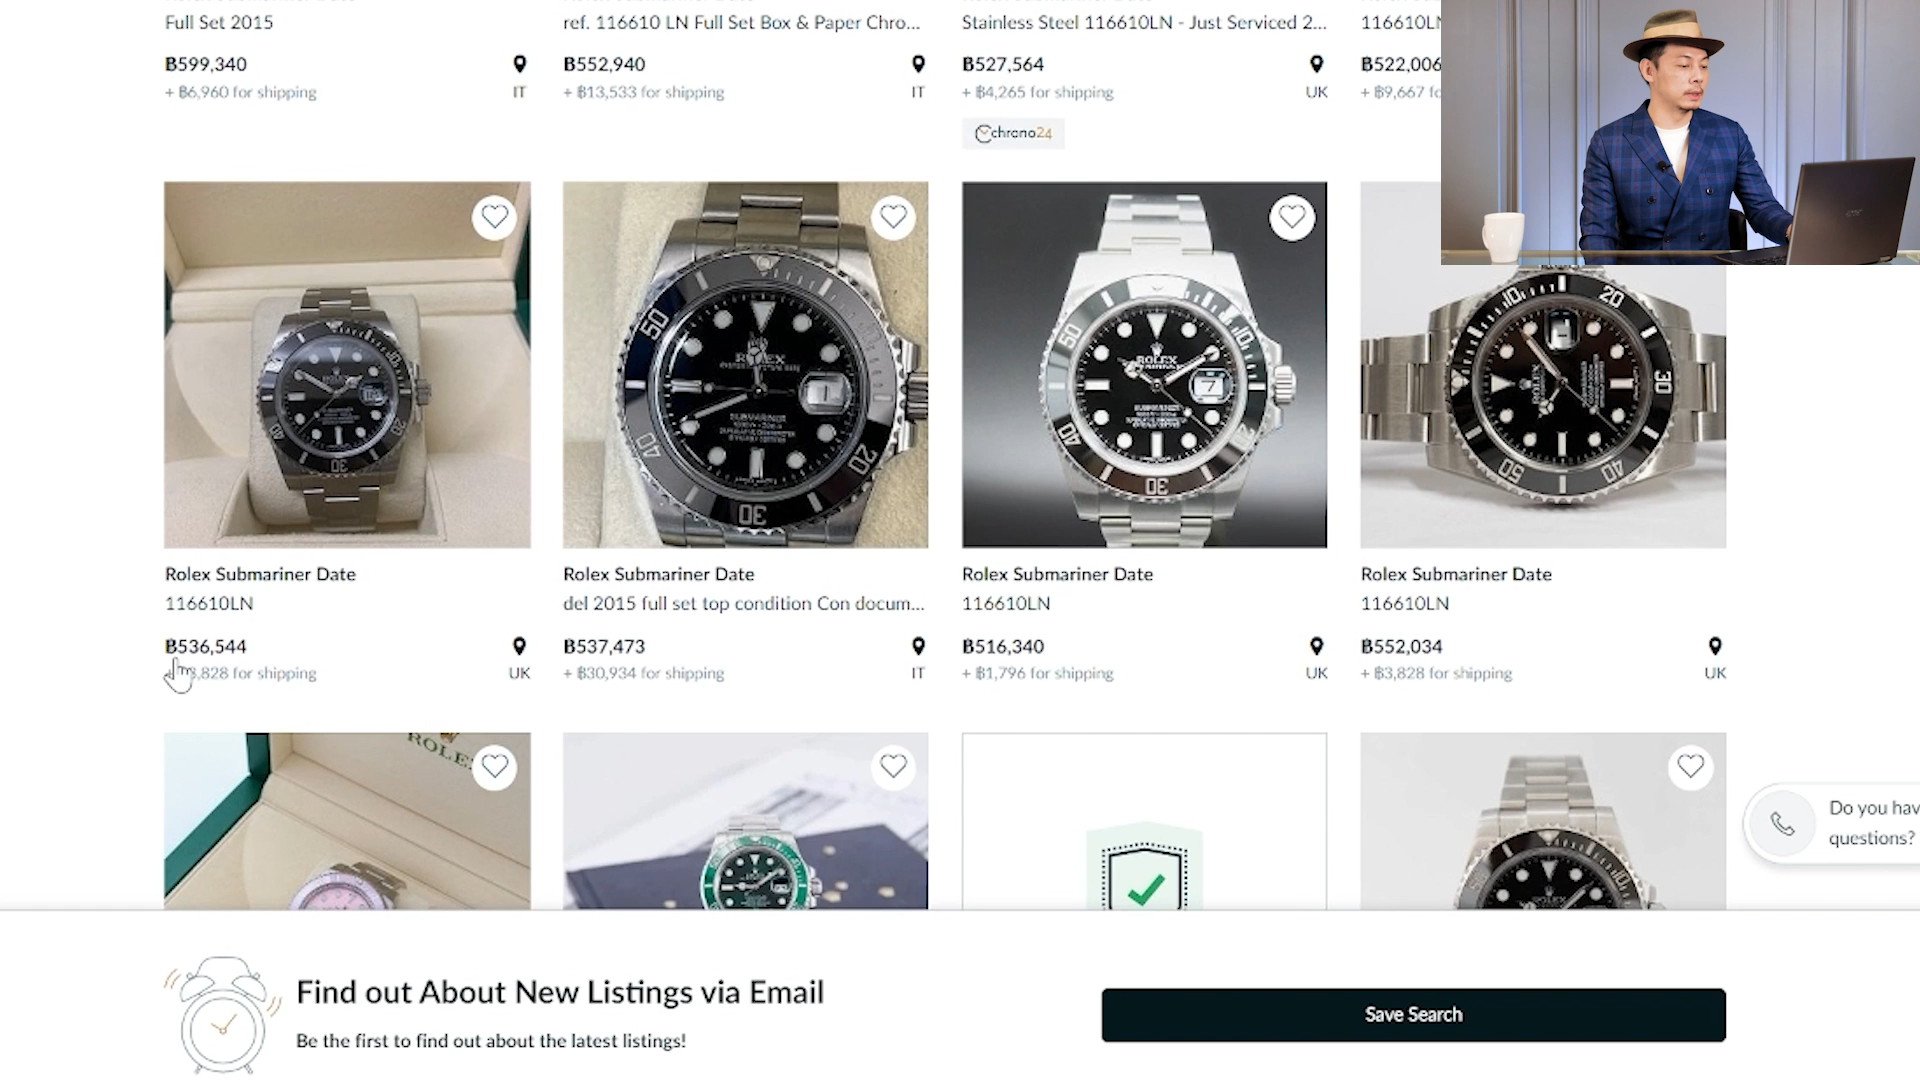 Full Set 2015
ref. 116610 LN Full Set Box & Paper Chro...
Stainless Steel 116610LN - Just Serviced 2...
฿599,340
฿552,940
฿527,564
฿522,006
+ ฿6,960 for shipping
IT
+ ฿13,533 for shipping
IT
+ ฿4,265 for shipping
UK
chrono24
Rolex Submariner Date
Rolex Submariner Date
Rolex Submariner Date
Rolex Submariner Date
116610LN
del 2015 full set top condition Con docum...
116610LN
116610LN
฿536,544
฿537,473
฿516,340
฿552,034
3,828 for shipping
UK
+ ฿30,934 for shipping
IT
+ ฿1,796 for shipping
UK
+ ฿3,828 for shipping
UK
Do you hav
questions?
Find out About New Listings via Email
Be the first to find out about the latest listings!
Save Search